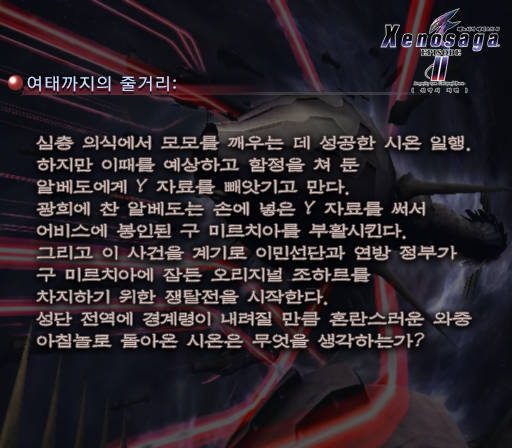 Xenosaga
EPISODE
II
[ 선악의 피안 ]
여태까지의 줄거리:
심층 의식에서 모모를 깨우는 데 성공한 시온 일행.
하지만 이때를 예상하고 함정을 쳐 둔
알베도에게 Y 자료를 빼앗기고 만다.
광희에 찬 알베도는 손에 넣은 Y 자료를 써서
어비스에 봉인된 구 미르치아를 부활시킨다.
그리고 이 사건을 계기로 이민선단과 연방 정부가
구 미르치아에 잠든 오리지널 조하르를
차지하기 위한 쟁탈전을 시작한다.
성단 전역에 경계령이 내려질 만큼 혼란스러운 와중
아침놀로 돌아온 시온은 무엇을 생각하는가?